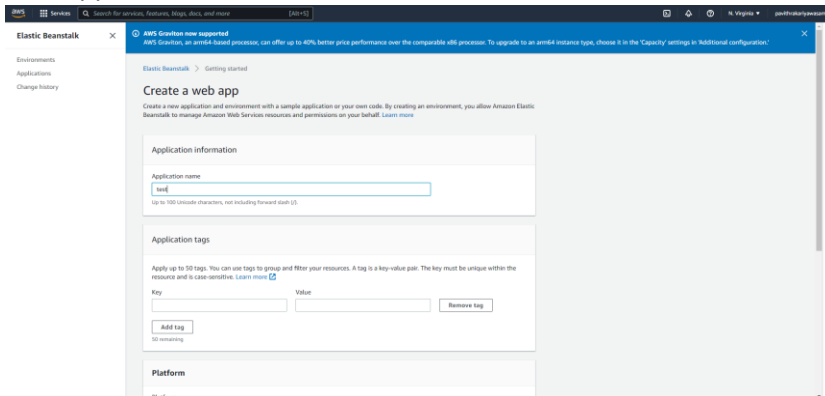 aws
Services
Search for services, features, blogs, docs, and more
[Alt+S]
N. Virginia
Elastic Beanstalk
Environments
Applications
Change history
AWS Graviton now supported
AWS Graviton, an arm64-based processor, can offer up to 40% better price performance over the comparable x86 processor. To upgrade to an arm64 instance type, choose it in the 'Capacity' settings in 'Additional configuration.'
Elastic Beanstalk > Getting started
Create a web app
Create a new application and environment with a sample application or your own code. By creating an environment, you allow Amazon Elastic
Beanstalk to manage Amazon Web Services resources and permissions on your behalf. Learn more
Application information
Application name
test
Up to 100 Unicode characters, not including forward slash (/).
Application tags
Apply up to 50 tags. You can use tags to group and filter your resources. A tag is a key-value pair. The key must be unique within the
resource and is case-sensitive. Learn more
Key
Value
Remove tag
Add tag
50 remaining
Platform